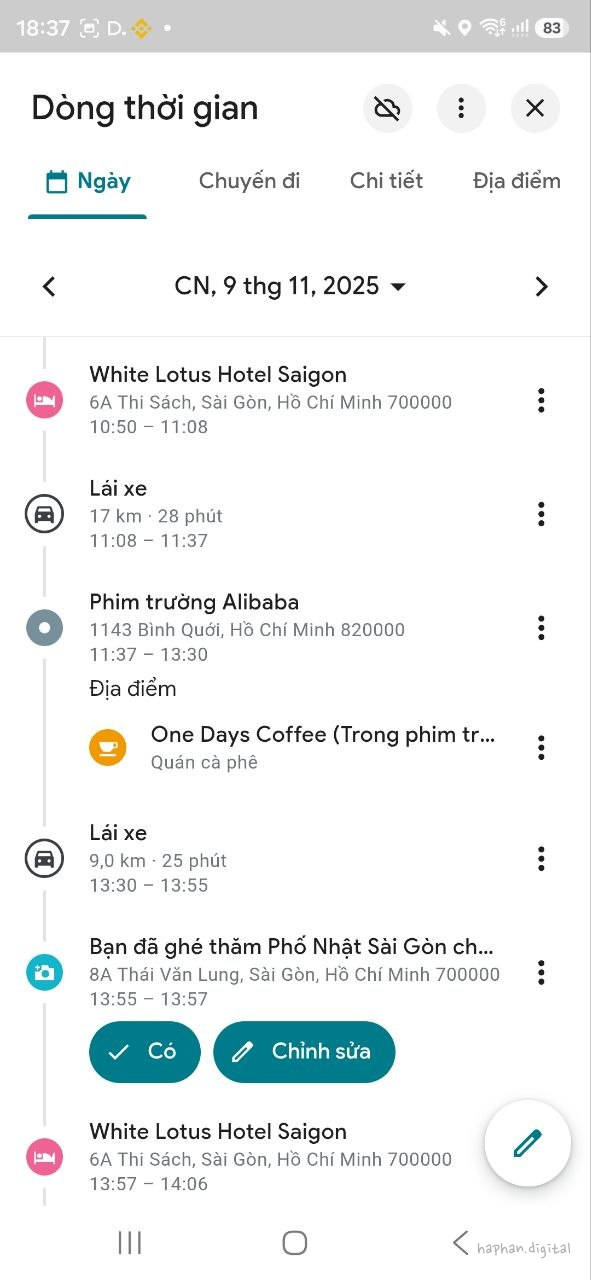 18:37 D.
6
83
Dòng thời gian
Ngày Chuyến đi Chi tiết Địa điểm
CN, 9 thg 11, 2025
White Lotus Hotel Saigon
6A Thi Sách, Sài Gòn, Hồ Chí Minh 700000
10:50 – 11:08
Lái xe
17 km · 28 phút
11:08 – 11:37
Phim trường Alibaba
1143 Bình Quới, Hồ Chí Minh 820000
11:37 – 13:30
Địa điểm
One Days Coffee (Trong phim tr...
Quán cà phê
Lái xe
9,0 km · 25 phút
13:30 – 13:55
Bạn đã ghé thăm Phố Nhật Sài Gòn ch...
8A Thái Văn Lung, Sài Gòn, Hồ Chí Minh 700000
13:55 – 13:57
Có Chỉnh sửa
White Lotus Hotel Saigon
6A Thi Sách, Sài Gòn, Hồ Chí Minh 700000
13:57 – 14:06
haphan.digital